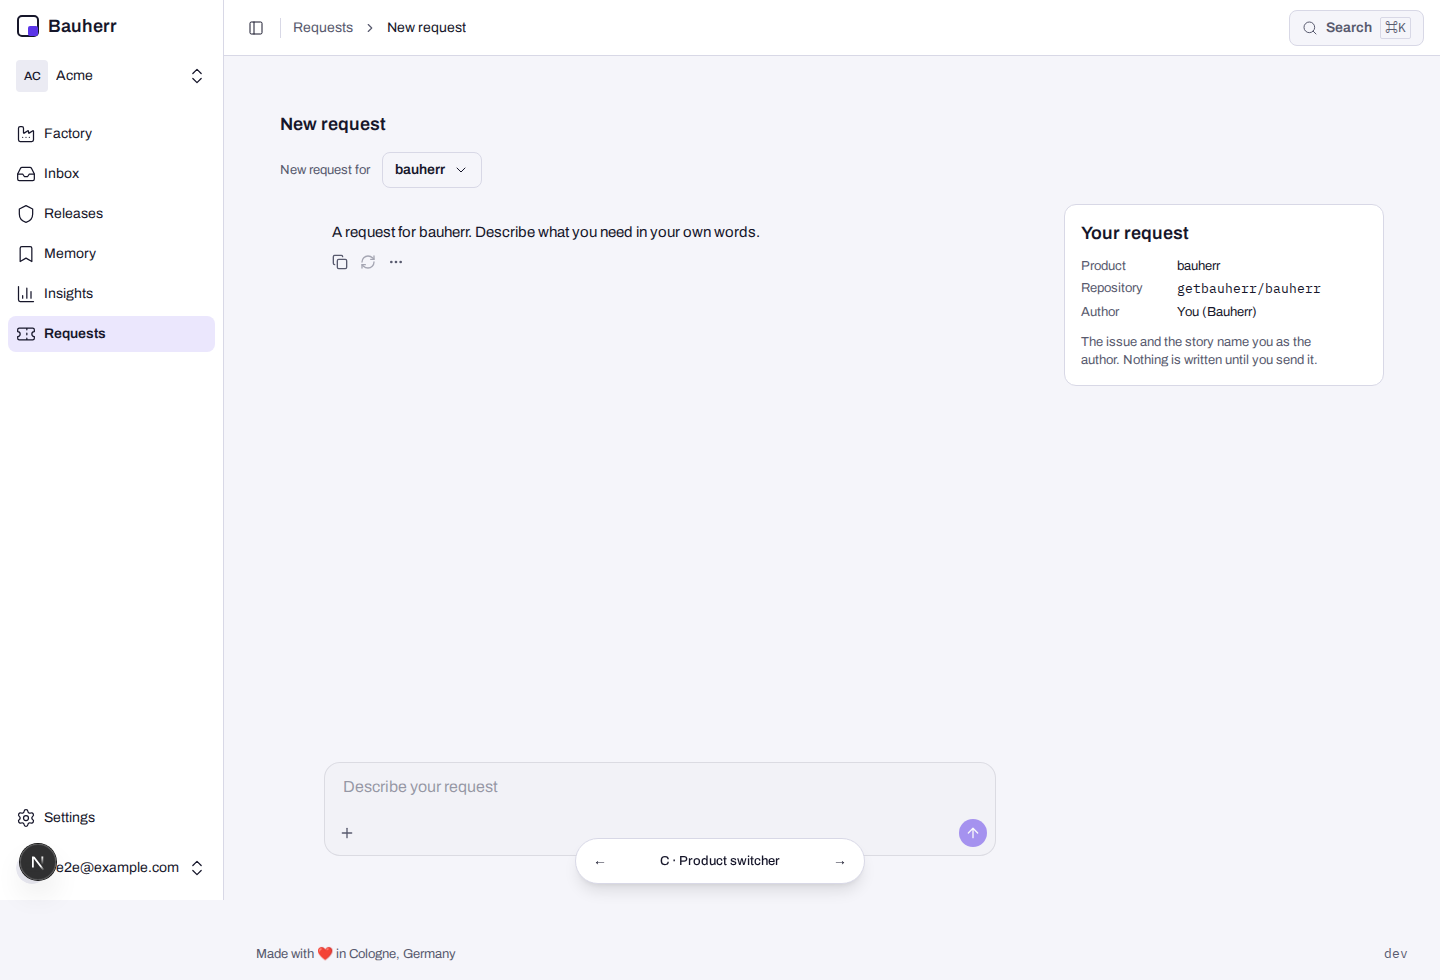 Bauherr
Requests
New request
Search ⌘K
AC Acme
Factory
Inbox
Releases
Memory
Insights
Requests
New request
New request for bauherr
A request for bauherr. Describe what you need in your own words.
Your request
Product bauherr
Repository getbauherr/bauherr
Author You (Bauherr)
The issue and the story name you as the
author. Nothing is written until you send it.
Describe your request
← C · Product switcher →
Settings
N e2e@example.com
Made with ❤️ in Cologne, Germany
dev